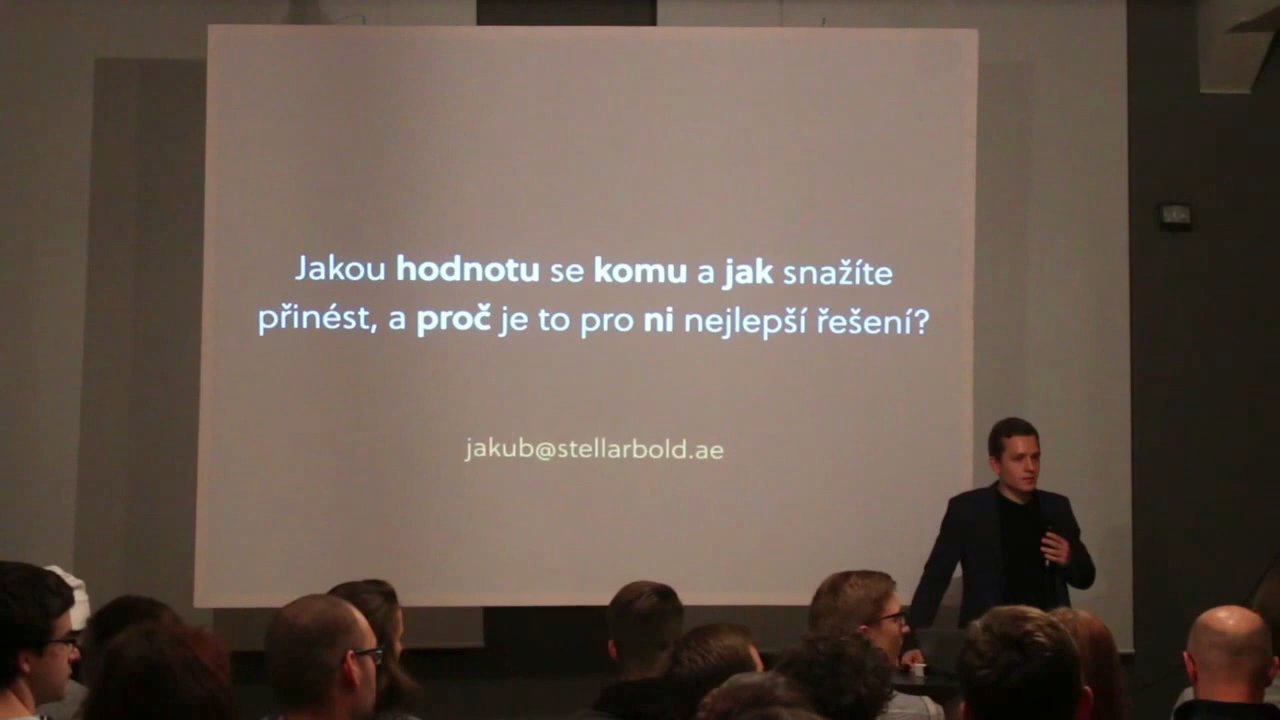 Jakou hodnotu se komu a jak snažíte
přinést, a proč je to pro ni nejlepší řešení?
jakub@stellarbold.ae